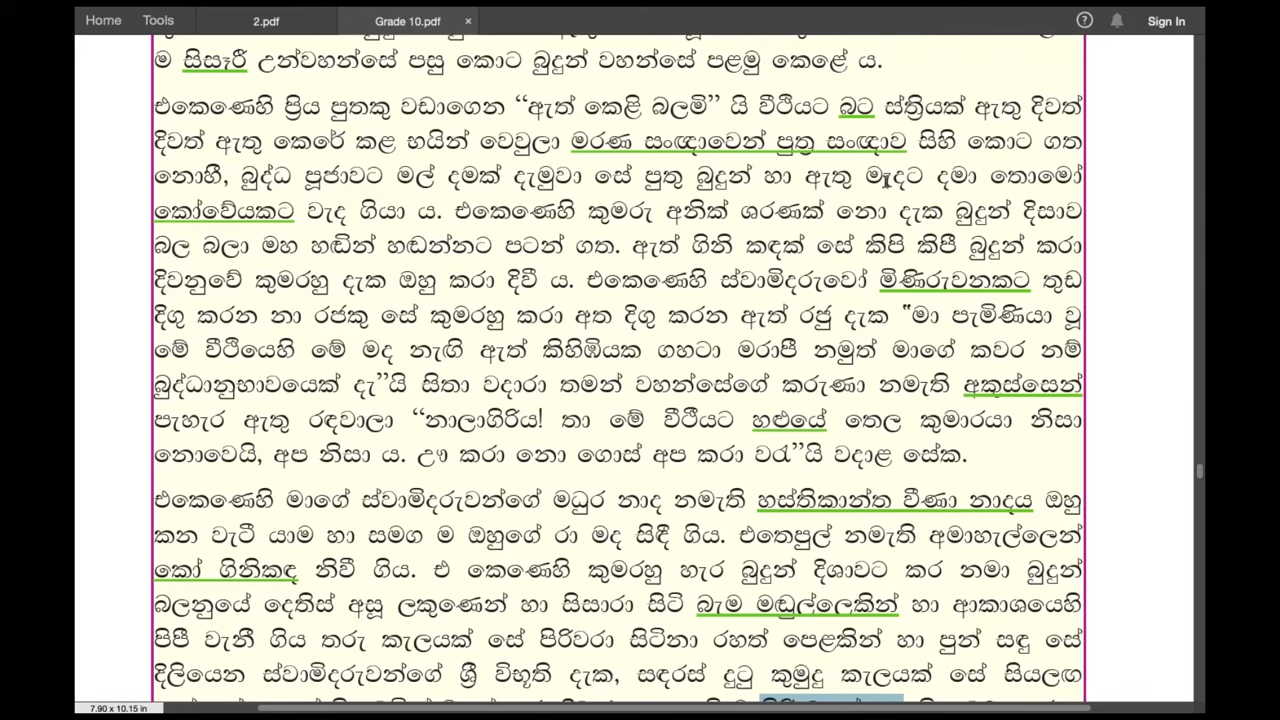 Home Tools 2.pdf Grade 10.pdf × ? Sign In
ම සිසෑරී උන්වහන්සේ පසු කොට බුදුන් වහන්සේ පළමු කෙළේ ය.
එකෙණෙහි ප්‍රිය පුතකු වඩාගෙන “ඇත් කෙළි බලමි” යි වීථියට බට ස්ත්‍රියක් ඇතු දිවත්
දිවත් ඇතු කෙරේ කළ භයින් වෙවුලා මරණ සංඥාවෙන් පුත්‍ර සංඥාව සිහි කොට ගත
නොහී, බුද්ධ පූජාවට මල් දමක් දැමුවා සේ පුතු බුදුන් හා ඇතු මැදට දමා තොමෝ
කෝවේයකට වැද ගියා ය. එකෙණෙහි කුමරු අනික් ශරණක් නො දැක බුදුන් දිසාව
බල බලා මහ හඬින් හඬන්නට පටන් ගත. ඇත් ගිනි කඳක් සේ කිපි කිපී බුදුන් කරා
දිවනුවේ කුමරහු දැක ඔහු කරා දිවී ය. එකෙණෙහි ස්වාමිදරුවෝ මිණිරුවනකට තුඩ
දිගු කරන නා රජකු සේ කුමරහු කරා අත දිගු කරන ඇත් රජු දැක “මා පැමිණියා වූ
මේ වීථියෙහි මේ මද නැඟි ඇත් කිහිඹියක ගහටා මරාපී නමුත් මාගේ කවර නම්
බුද්ධානුභාවයෙක් දැ”යි සිතා වදාරා තමන් වහන්සේගේ කරුණා නමැති අකුස්සෙන්
පැහැර ඇතු රඳවාලා “නාලාගිරිය! තා මේ වීථියට හළුයේ තෙල කුමාරයා නිසා
නොවෙයි, අප නිසා ය. ඌ කරා නො ගොස් අප කරා වරැ”යි වදාළ සේක.
එකෙණෙහි මාගේ ස්වාමිදරුවන්ගේ මධුර නාද නමැති හස්තිකාන්ත වීණා නාදය ඔහු
කන වැටී යාම හා සමග ම ඔහුගේ රා මද සිඳී ගිය. එතෙපුල් නමැති අමාහැල්ලෙන්
කෝ ගිනිකඳ නිවී ගිය. එ කෙණෙහි කුමරහු හැර බුදුන් දිශාවට කර නමා බුදුන්
බලනුයේ දෙතිස් අසූ ලකුණෙන් හා සිසාරා සිටි බැම මඬුල්ලෙකින් හා ආකාශයෙහි
පිපී වැනී ගිය තරු කැලයක් සේ පිරිවරා සිටිනා රහත් පෙළකින් හා පුන් සඳු සේ
දිලියෙන ස්වාමිදරුවන්ගේ ශ්‍රී විභූති දැක, සඳරස් දුටු කුමුදු කැලයක් සේ සියලඟ
7.90 x 10.15 in